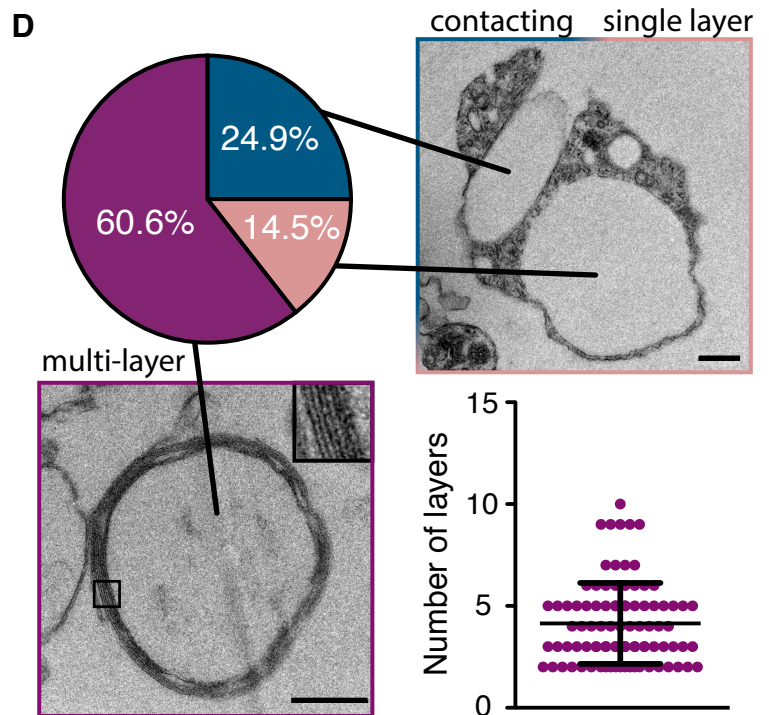 D
contacting single layer
24.9%
60.6%
14.5%
multi-layer
Number of layers
15
10
5
0